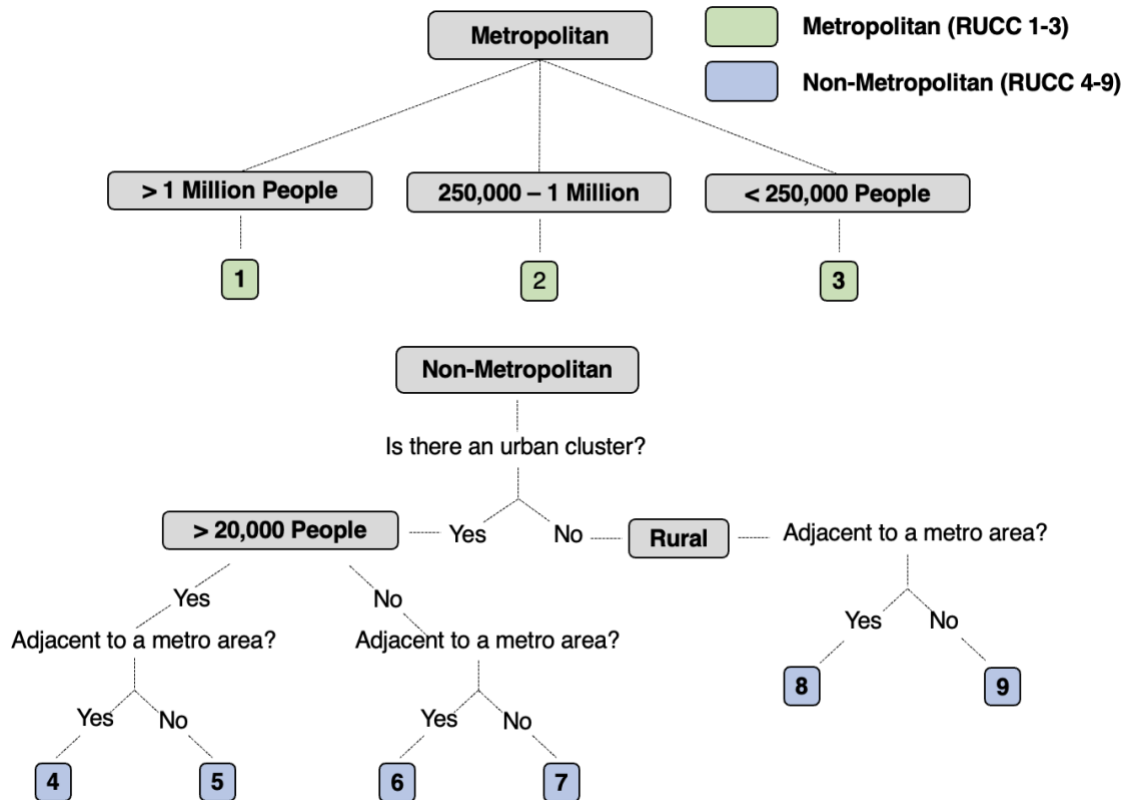 Metropolitan
Metropolitan (RUCC 1-3)
Non-Metropolitan (RUCC 4-9)
> 1 Million People
250,000 – 1 Million
< 250,000 People
1
2
3
Non-Metropolitan
Is there an urban cluster?
> 20,000 People
Yes
No
Rural
Adjacent to a metro area?
Yes
No
Adjacent to a metro area?
Adjacent to a metro area?
Yes
No
8
9
Yes
No
Yes
No
4
5
6
7